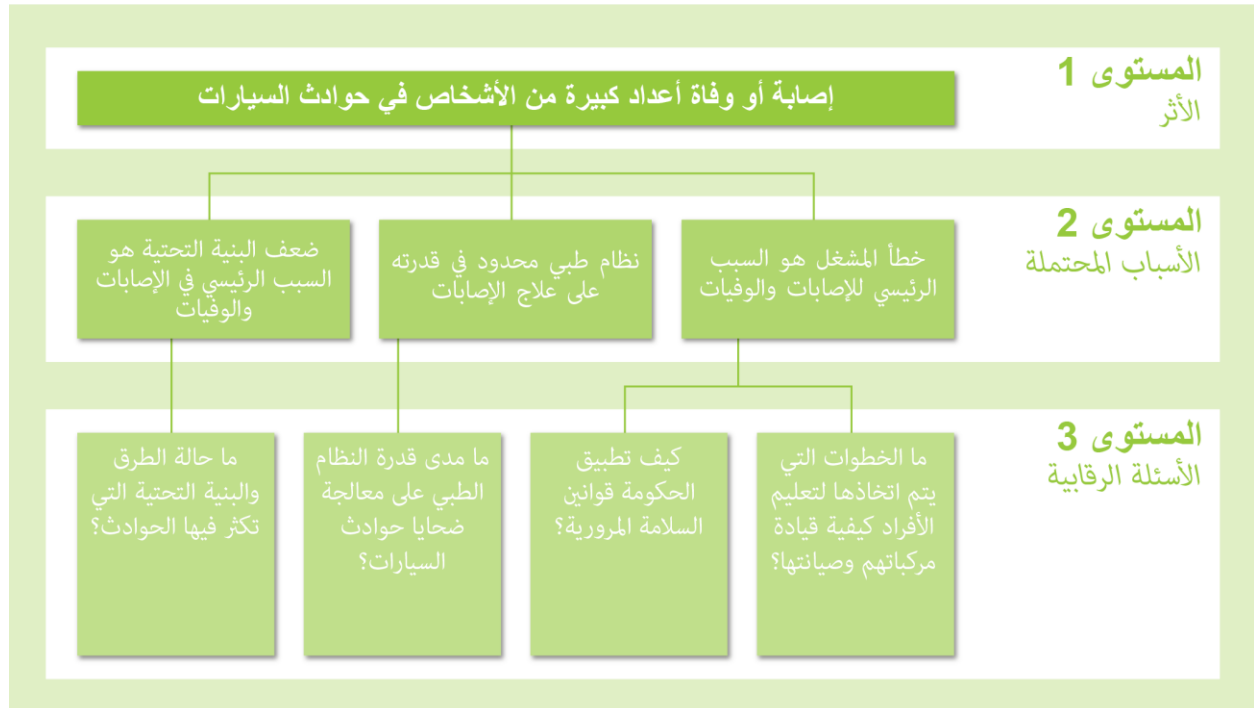 المستوى 1
الأثر
إصابة أو وفاة أعداد كبيرة من الأشخاص في حوادث السيارات
المستوى 2
الأسباب المحتملة
خطأ المشغل هو السبب
الرئيسي للإصابات والوفيات
نظام طبي محدود في قدرته
على علاج الإصابات
ضعف البنية التحتية هو
السبب الرئيسي في الإصابات
والوفيات
المستوى 3
الأسئلة الرقابية
ما الخطوات التي
يتم اتخاذها لتعليم
الأفراد كيفية قيادة
مركباتهم وصيانتها؟
كيف تطبيق
الحكومة قوانين
السلامة المرورية؟
ما مدى قدرة النظام
الطبي على معالجة
ضحايا حوادث
السيارات؟
ما حالة الطرق
والبنية التحتية التي
تكثر فيها الحوادث؟